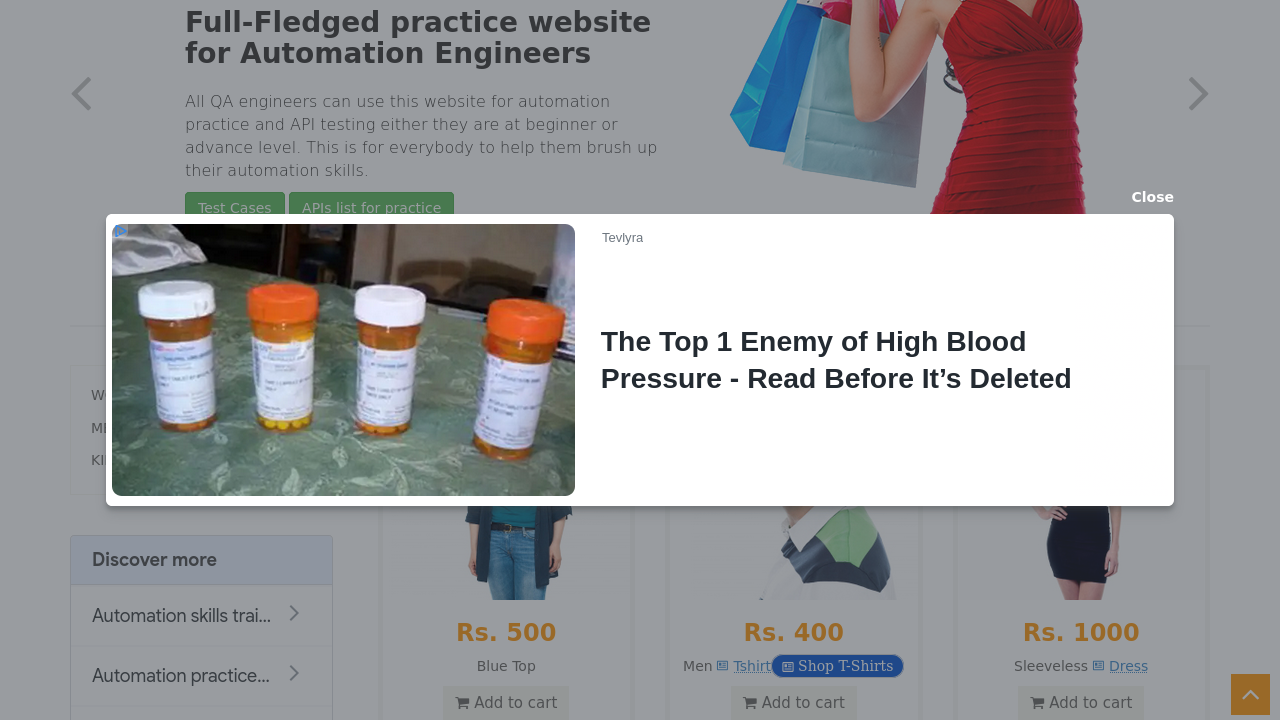 Full-Fledged practice website
for Automation Engineers
All QA engineers can use this website for automation
practice and API testing either they are at beginner or
advance level. This is for everybody to help them brush up
their automation skills.
Test Cases
APIs list for practice
Close
Tevlyra
The Top 1 Enemy of High Blood
Pressure - Read Before It’s Deleted
Discover more
Automation skills trai...
Automation practice...
Rs. 500
Blue Top
Add to cart
Rs. 400
Men Tshirt
Shop T-Shirts
Add to cart
Rs. 1000
Sleeveless Dress
Add to cart